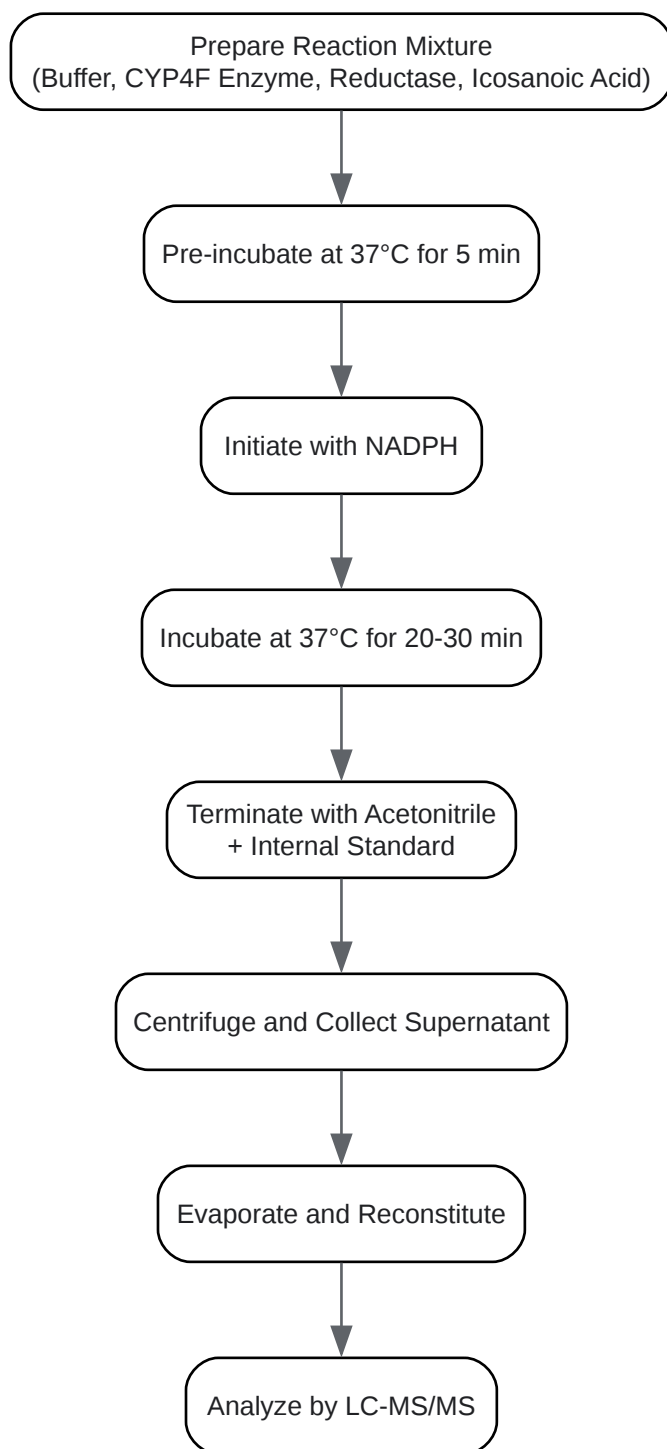 Prepare Reaction Mixture
(Buffer, CYP4F Enzyme, Reductase, Icosanoic Acid)
Pre-incubate at 37°C for 5 min
Initiate with NADPH
Incubate at 37°C for 20-30 min
Terminate with Acetonitrile
+ Internal Standard
Centrifuge and Collect Supernatant
Evaporate and Reconstitute
Analyze by LC-MS/MS